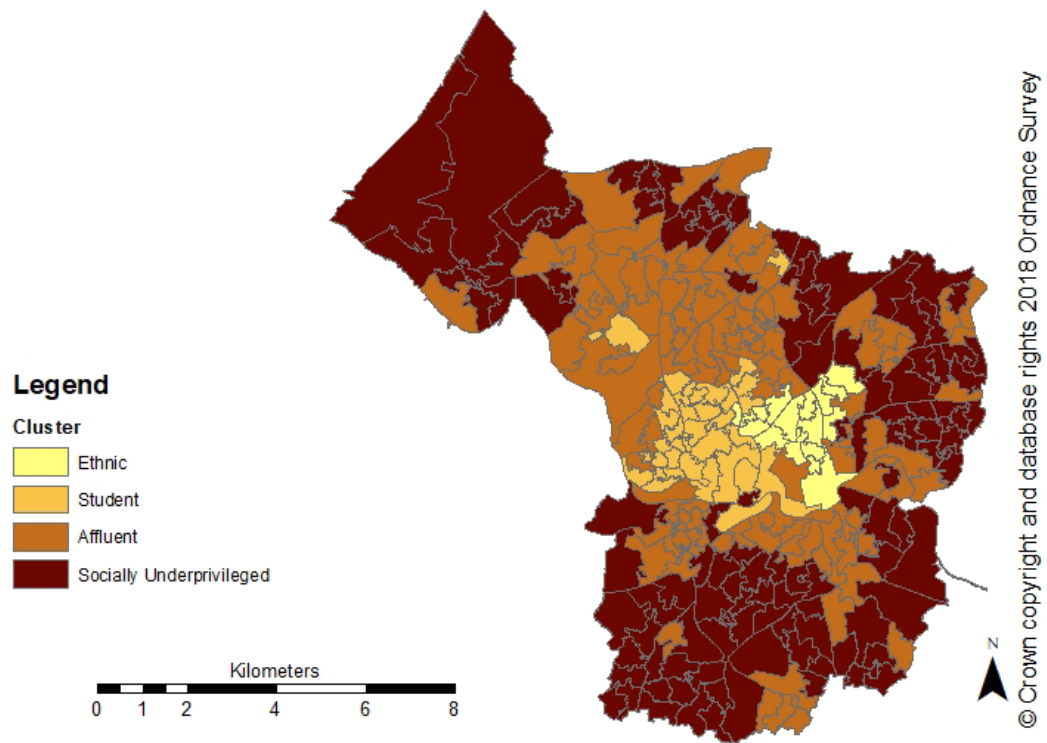 Legend
Cluster
Ethnic
Student
Affluent
Socially Underprivileged
Kilometers
0 1 2 4 6 8
N
© Crown copyright and database rights 2018 Ordnance Survey